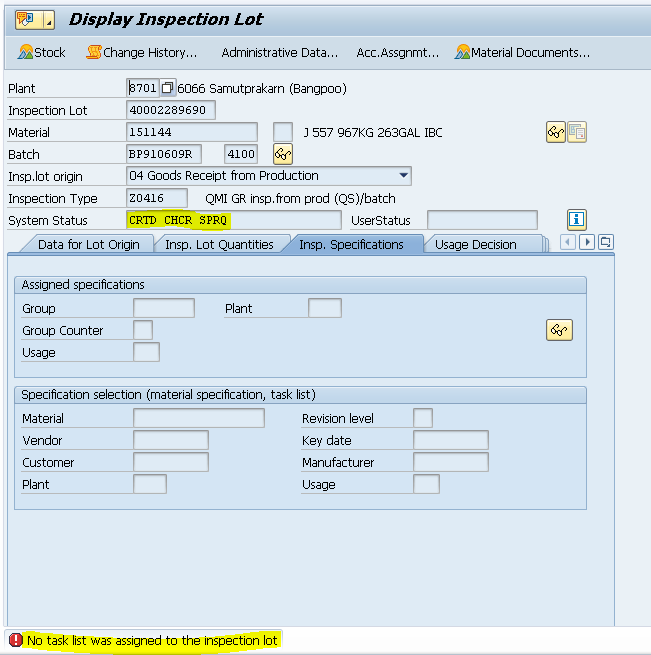 Display Inspection Lot
Stock Change History... Administrative Data... Acc.Assgnmt... Material Documents...
Plant 8701 6066 Samutprakarn (Bangpoo)
Inspection Lot 40002289690
Material 151144 J 557 967KG 263GAL IBC
Batch BP910609R 4100
Insp.lot origin 04 Goods Receipt from Production
Inspection Type Z0416 QMI GR insp.from prod (QS)/batch
System Status CRTD CHCR SPRQ UserStatus
Data for Lot Origin Insp. Lot Quantities Insp. Specifications Usage Decision
Assigned specifications
Group Plant
Group Counter
Usage
Specification selection (material specification, task list)
Material Revision level
Vendor Key date
Customer Manufacturer
Plant Usage
No task list was assigned to the inspection lot